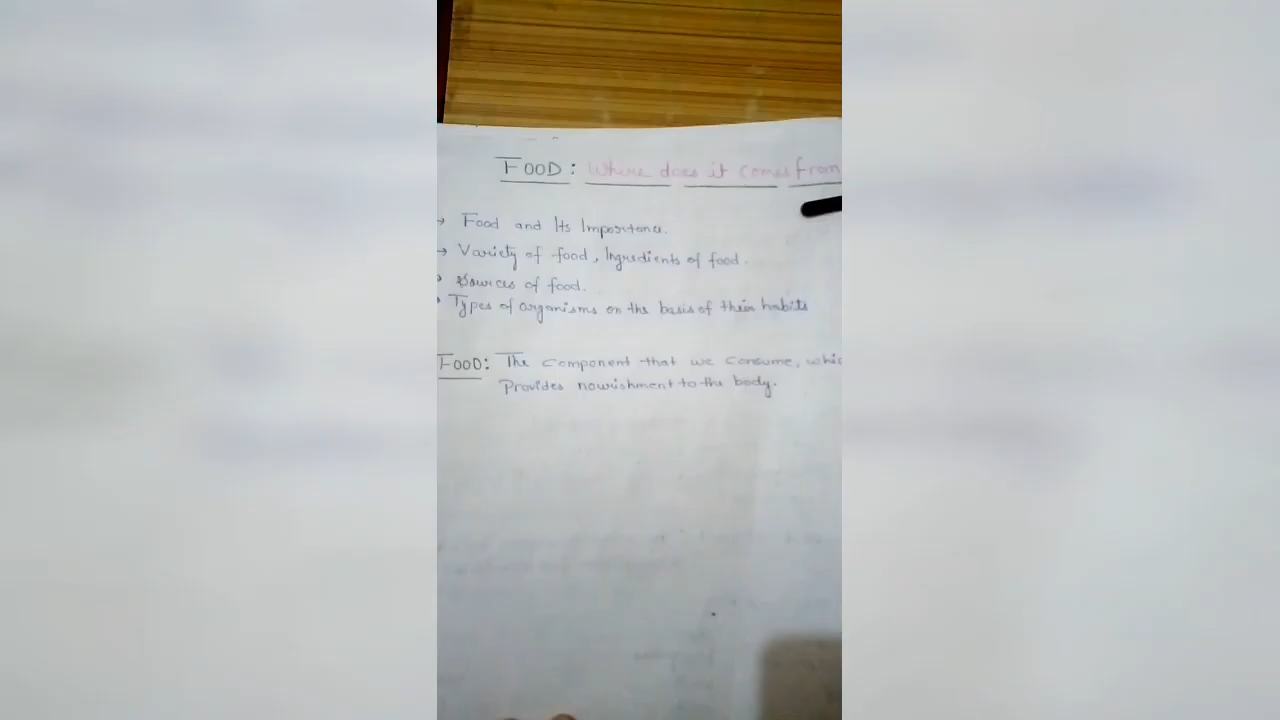 FOOD: Where does it comes from
→ Food and Its Importance.
→ Variety of food, Ingredients of food.
Sources of food.
Types of organisms on the basis of their habits
FOOD: The component that we consume,
Provides nourishment to the body.